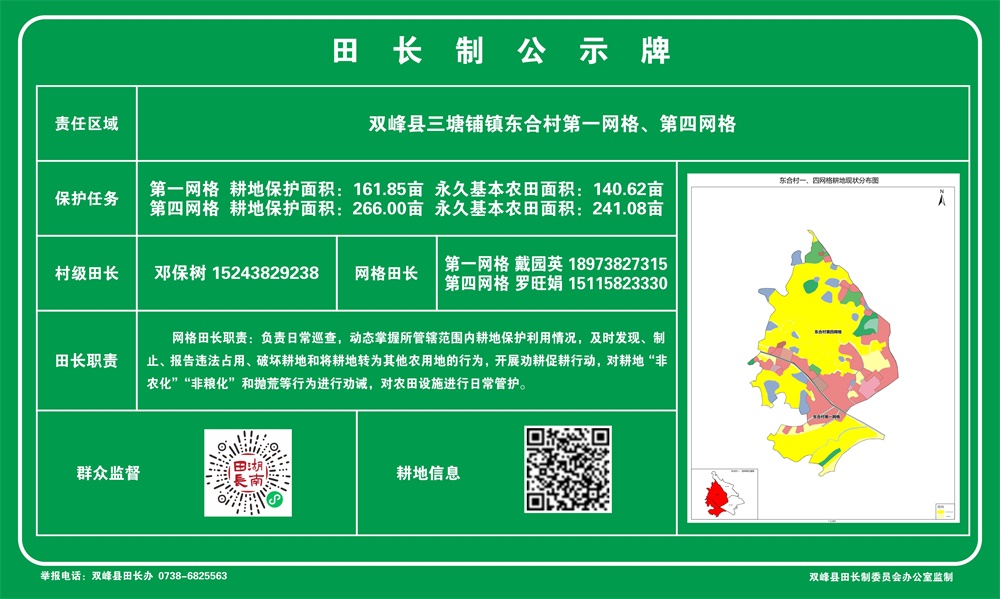 田长制公示牌
责任区域
双峰县三塘铺镇东合村第一网格、第四网格
保护任务
第一网格 耕地保护面积：161.85亩 永久基本农田面积：140.62亩
第四网格 耕地保护面积：266.00亩 永久基本农田面积：241.08亩
村级田长
邓保树 15243829238
网格田长
第一网格 戴园英 18973827315
第四网格 罗旺娟 15115823330
田长职责
网格田长职责：负责日常巡查，动态掌握所管辖范围内耕地保护利用情况，及时发现、制
止、报告违法占用、破坏耕地和将耕地转为其他农用地的行为，开展劝耕促耕行动，对耕地“非
农化”“非粮化”和抛荒等行为进行劝诫，对农田设施进行日常管护。
群众监督
湖南田長
耕地信息
东合村一、四网格耕地现状分布图
N
东合村第四网格
东合村第一网格
举报电话：双峰县田长办 0738-6825563
双峰县田长制委员会办公室监制